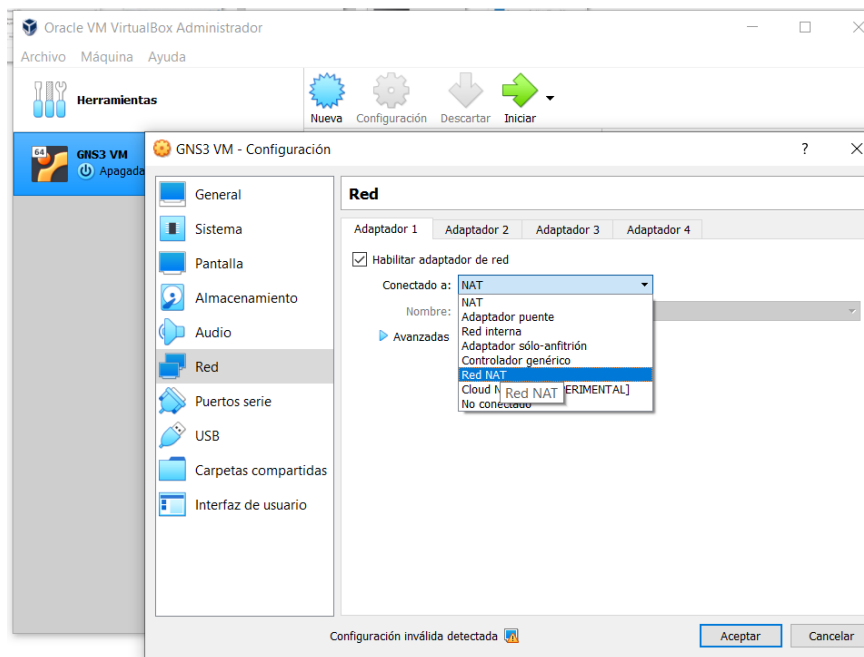 Oracle VM VirtualBox Administrador
Archivo Máquina Ayuda
Herramientas
Nueva Configuración Descartar Iniciar
64
GNS3 VM
Apagada
GNS3 VM - Configuración
?
General
Sistema
Pantalla
Almacenamiento
Audio
Red
Puertos serie
USB
Carpetas compartidas
Interfaz de usuario
Red
Adaptador 1 Adaptador 2 Adaptador 3 Adaptador 4
Habilitar adaptador de red
Conectado a: NAT
Nombre:
Avanzadas
NAT
Adaptador puente
Red interna
Adaptador sólo-anfitrión
Controlador genérico
Red NAT
Cloud N
Red NAT
ERIMENTAL]
No conectado
Configuración inválida detectada
Aceptar Cancelar